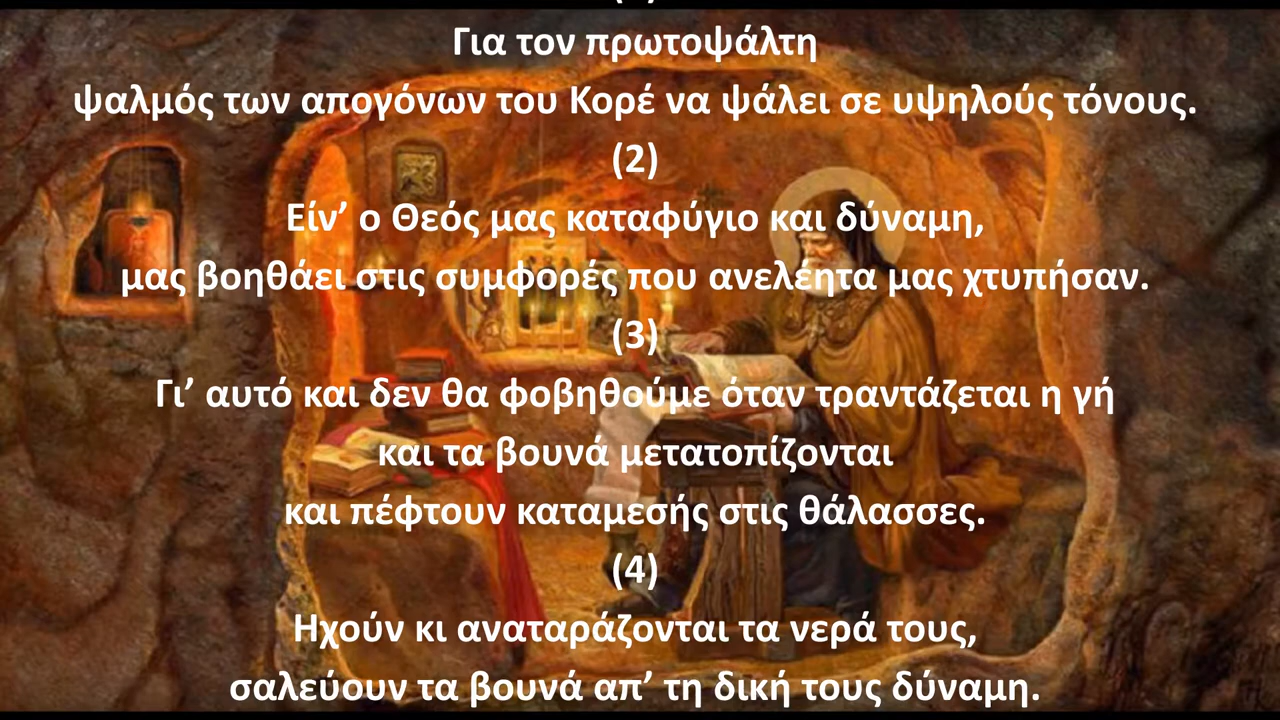 Για τον πρωτοψάλτη
ψαλμός των απογόνων του Κορέ να ψάλει σε υψηλούς τόνους.
(2)
Είν’ ο Θεός μας καταφύγιο και δύναμη,
μας βοηθάει στις συμφορές που ανελέητα μας χτυπήσαν.
(3)
Γι’ αυτό και δεν θα φοβηθούμε όταν τραντάζεται η γή
και τα βουνά μετατοπίζονται
και πέφτουν καταμεσής στις θάλασσες.
(4)
Ηχούν κι αναταράζονται τα νερά τους,
σαλεύουν τα βουνά απ’ τη δική τους δύναμη.